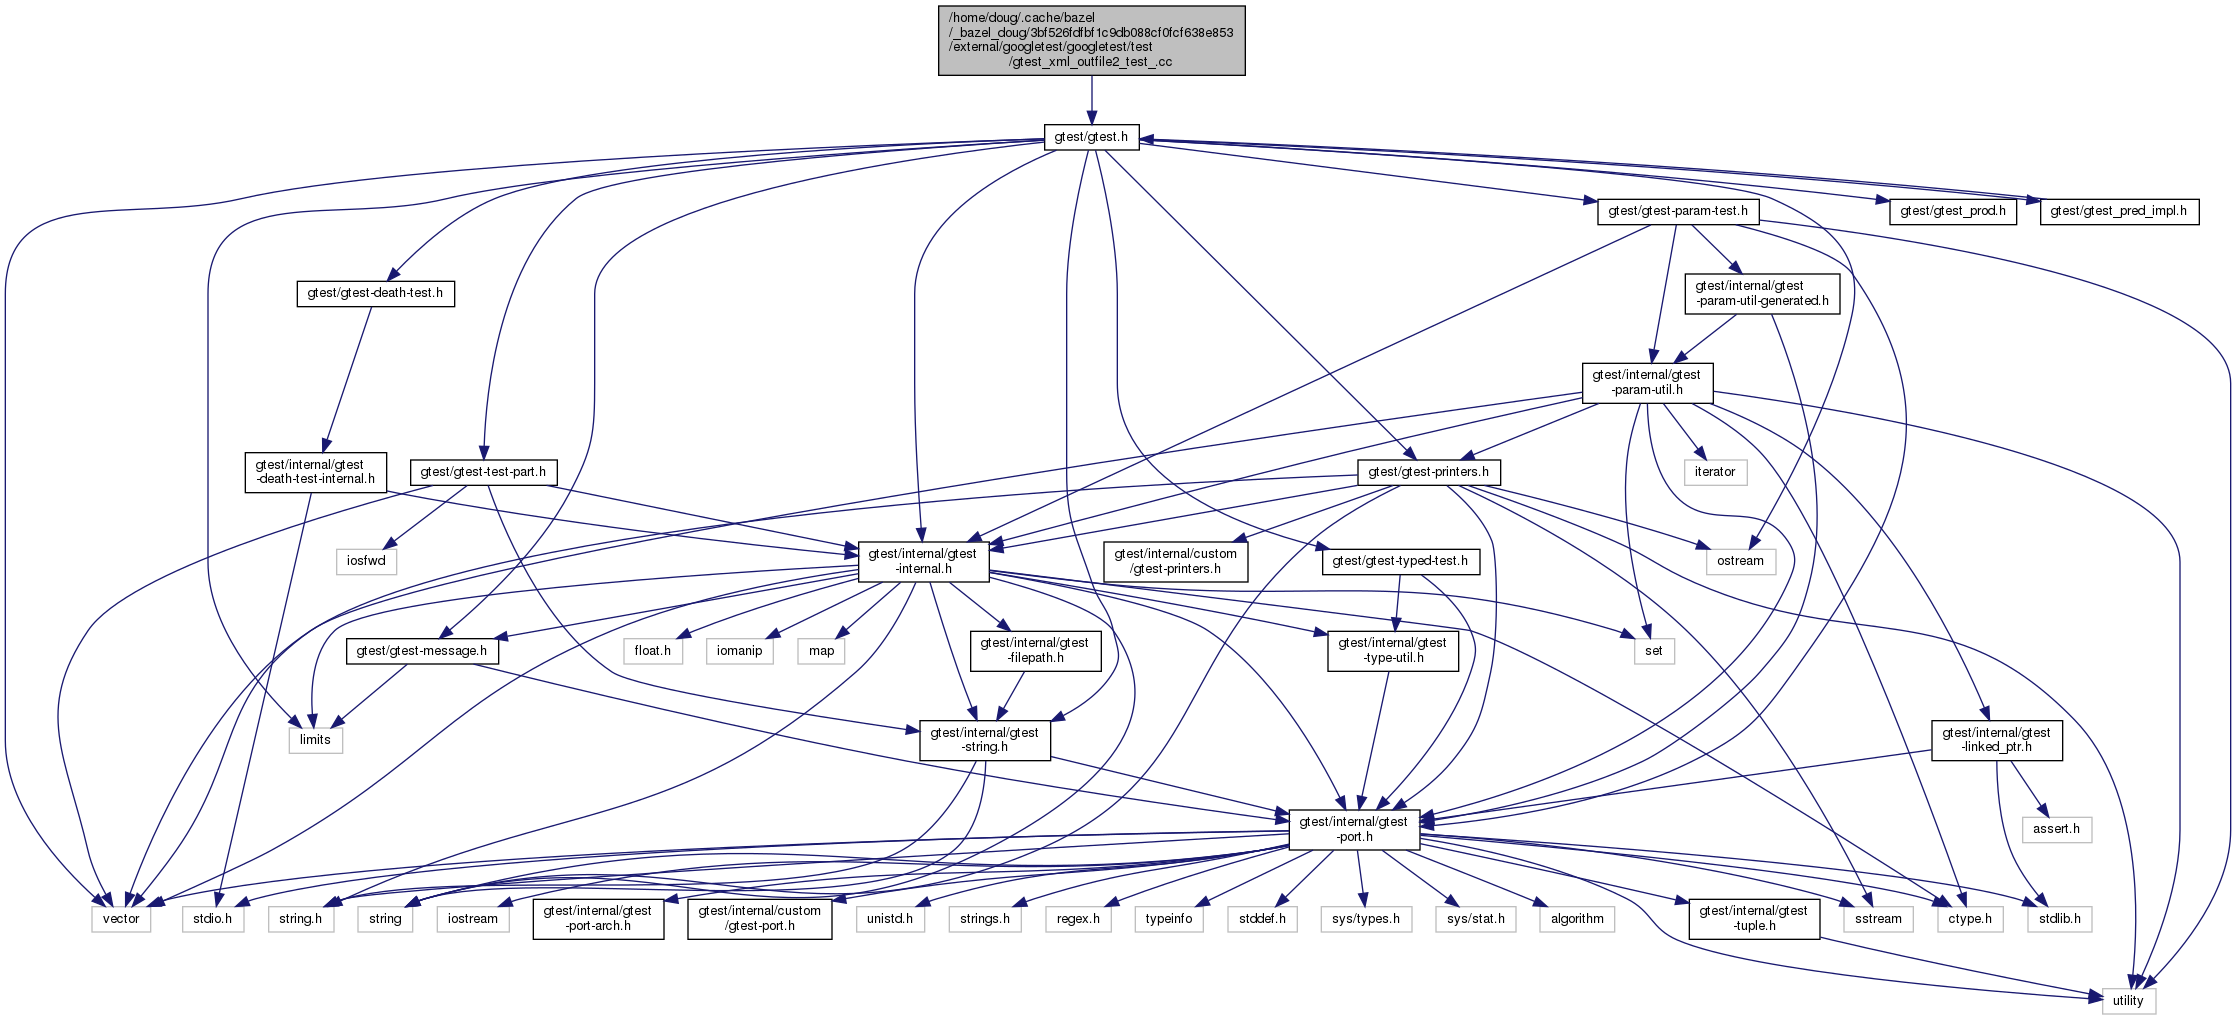 /home/doug/.cache/bazel
/_bazel_doug/3bf526fdfbf1c9db088cf0fcf638e853
/external/googletest/googletest/test
/gtest_xml_outfile2_test_.cc
gtest/gtest.h
gtest/gtest-param-test.h
gtest/gtest_prod.h
gtest/gtest_pred_impl.h
gtest/gtest-death-test.h
gtest/internal/gtest
-param-util-generated.h
gtest/internal/gtest
-param-util.h
gtest/internal/gtest
-death-test-internal.h
gtest/gtest-test-part.h
gtest/gtest-printers.h
iterator
iosfwd
gtest/internal/gtest
-internal.h
gtest/internal/custom
/gtest-printers.h
gtest/gtest-typed-test.h
ostream
gtest/gtest-message.h
float.h
iomanip
map
gtest/internal/gtest
-filepath.h
gtest/internal/gtest
-type-util.h
set
limits
gtest/internal/gtest
-string.h
gtest/internal/gtest
-linked_ptr.h
gtest/internal/gtest
-port.h
assert.h
vector
stdio.h
string.h
string
iostream
gtest/internal/gtest
-port-arch.h
gtest/internal/custom
/gtest-port.h
unistd.h
strings.h
regex.h
typeinfo
stddef.h
sys/types.h
sys/stat.h
algorithm
gtest/internal/gtest
-tuple.h
sstream
ctype.h
stdlib.h
utility